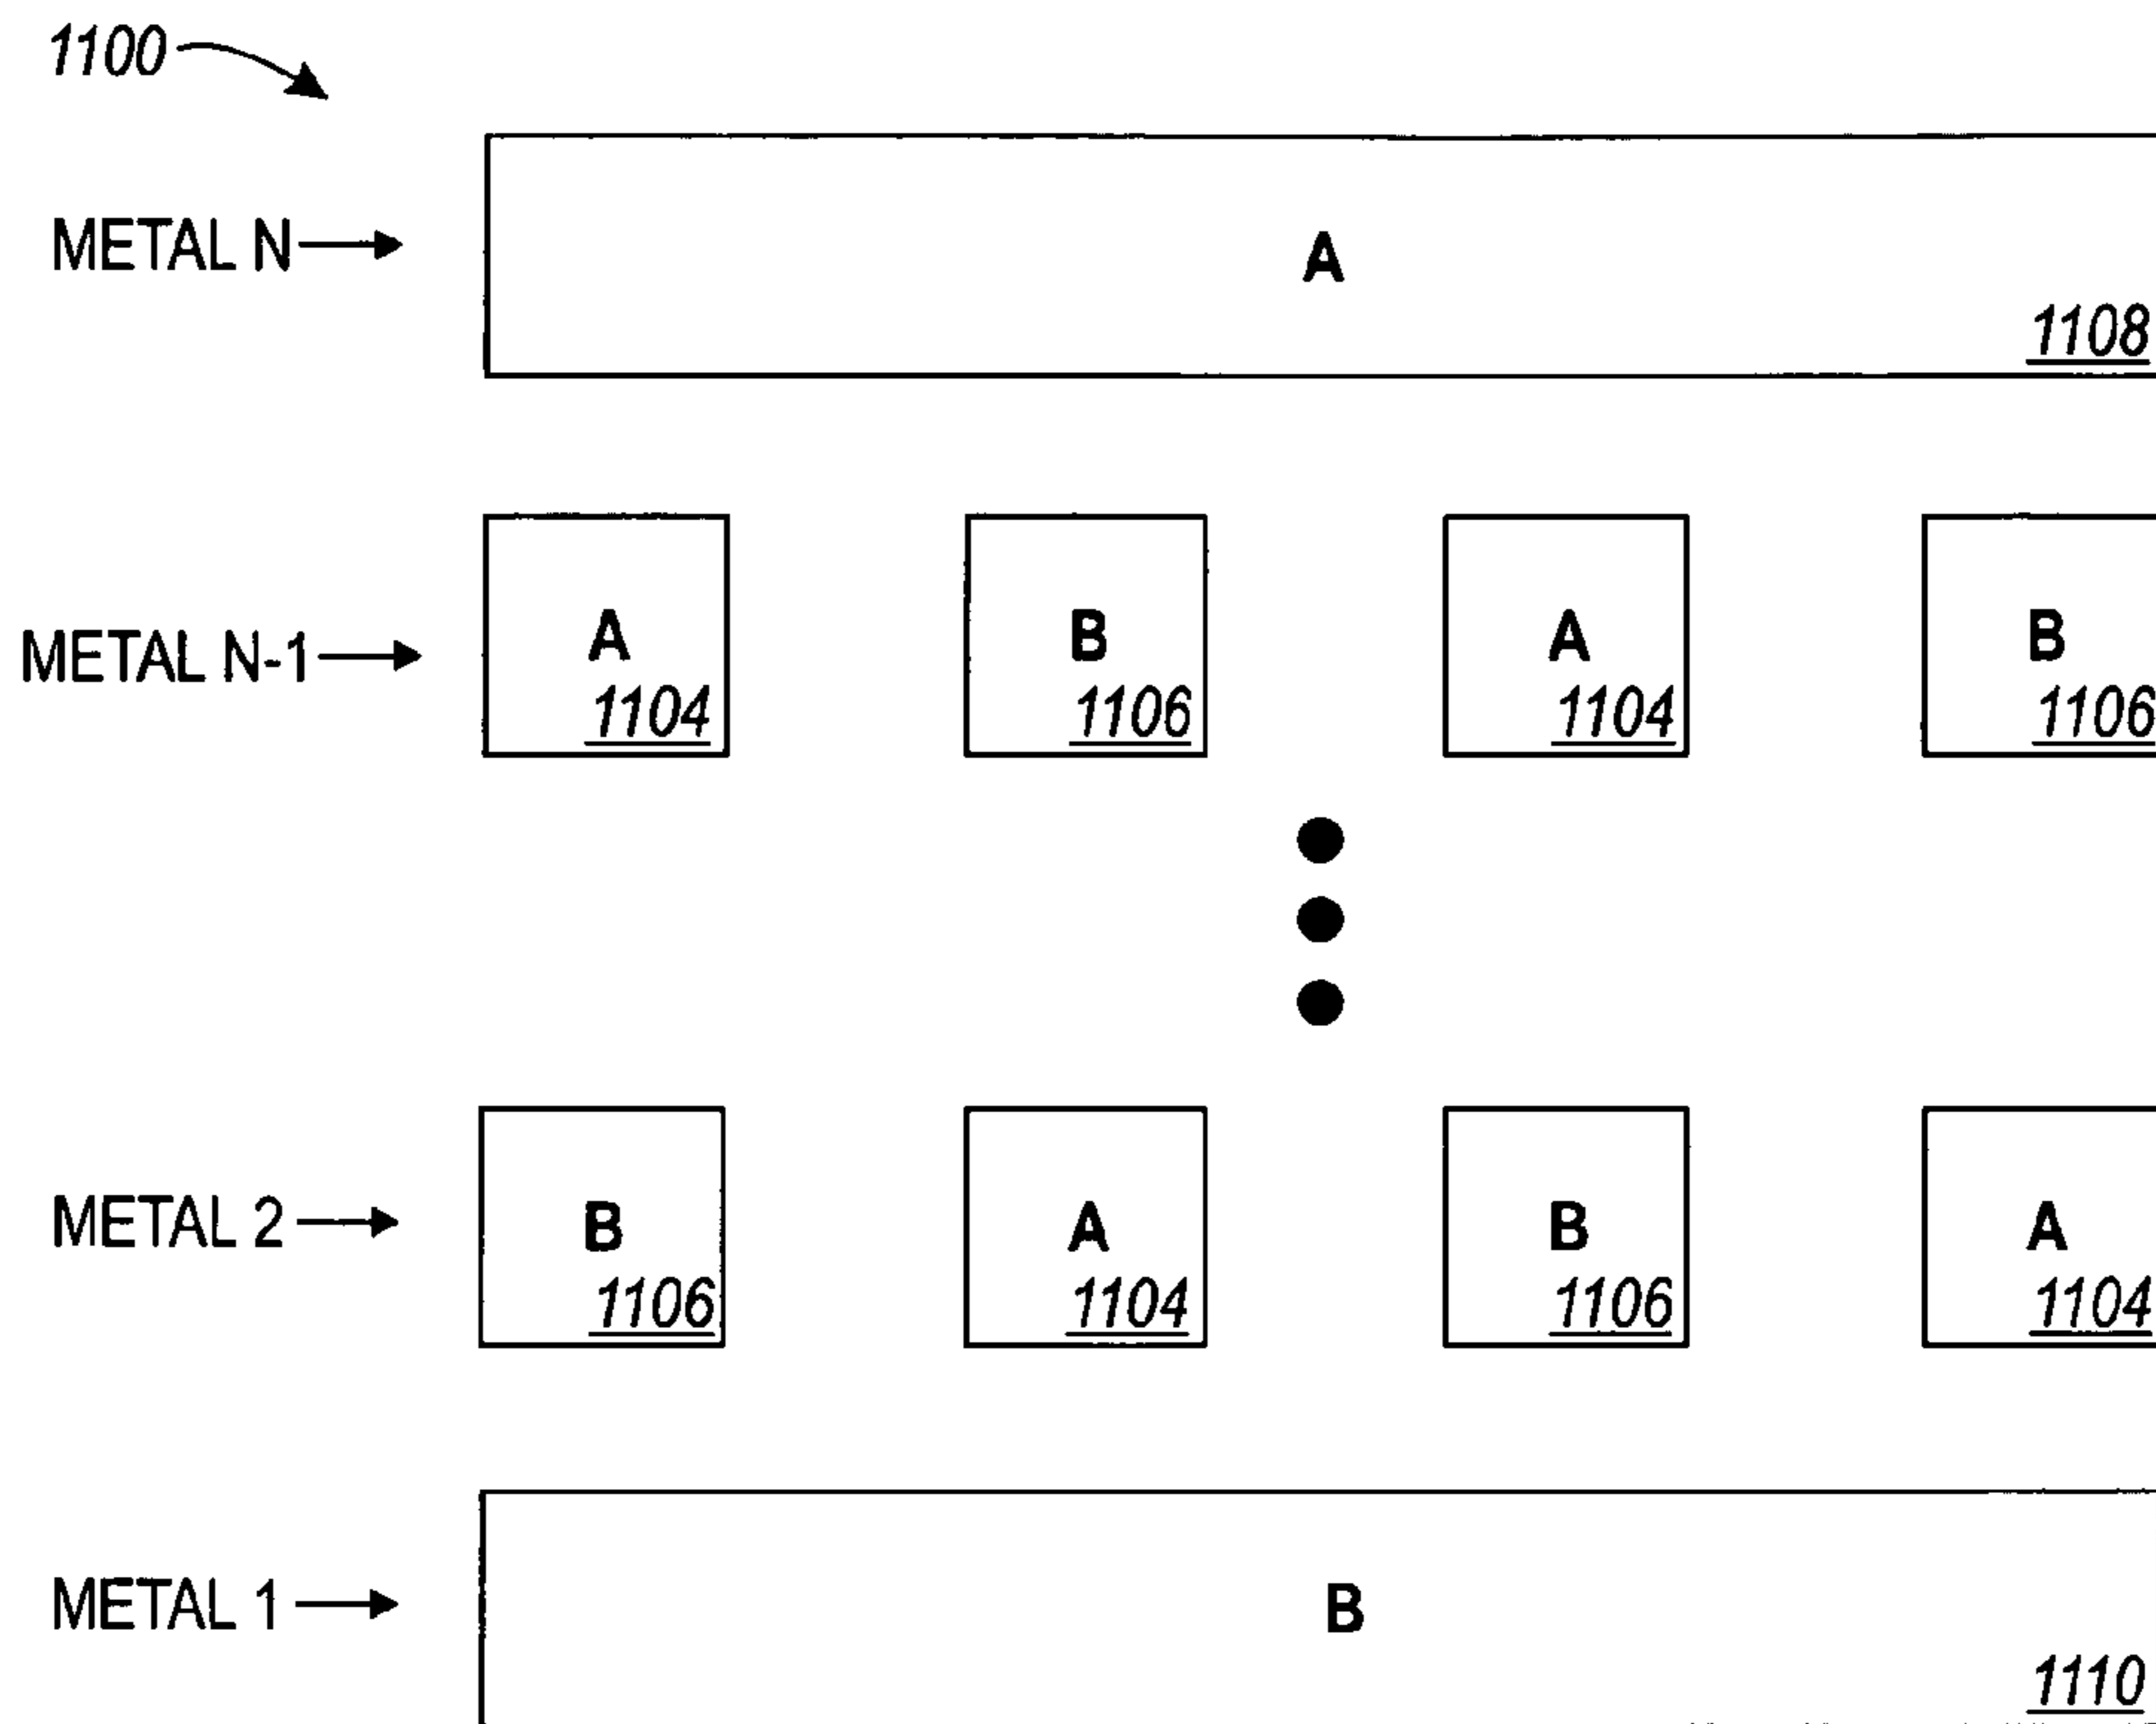 1100
METAL N
A
1108
METAL N-1
A B A B
1104 1106 1104 1106
METAL 2
B A B A
1106 1104 1106 1104
METAL 1
B
1110